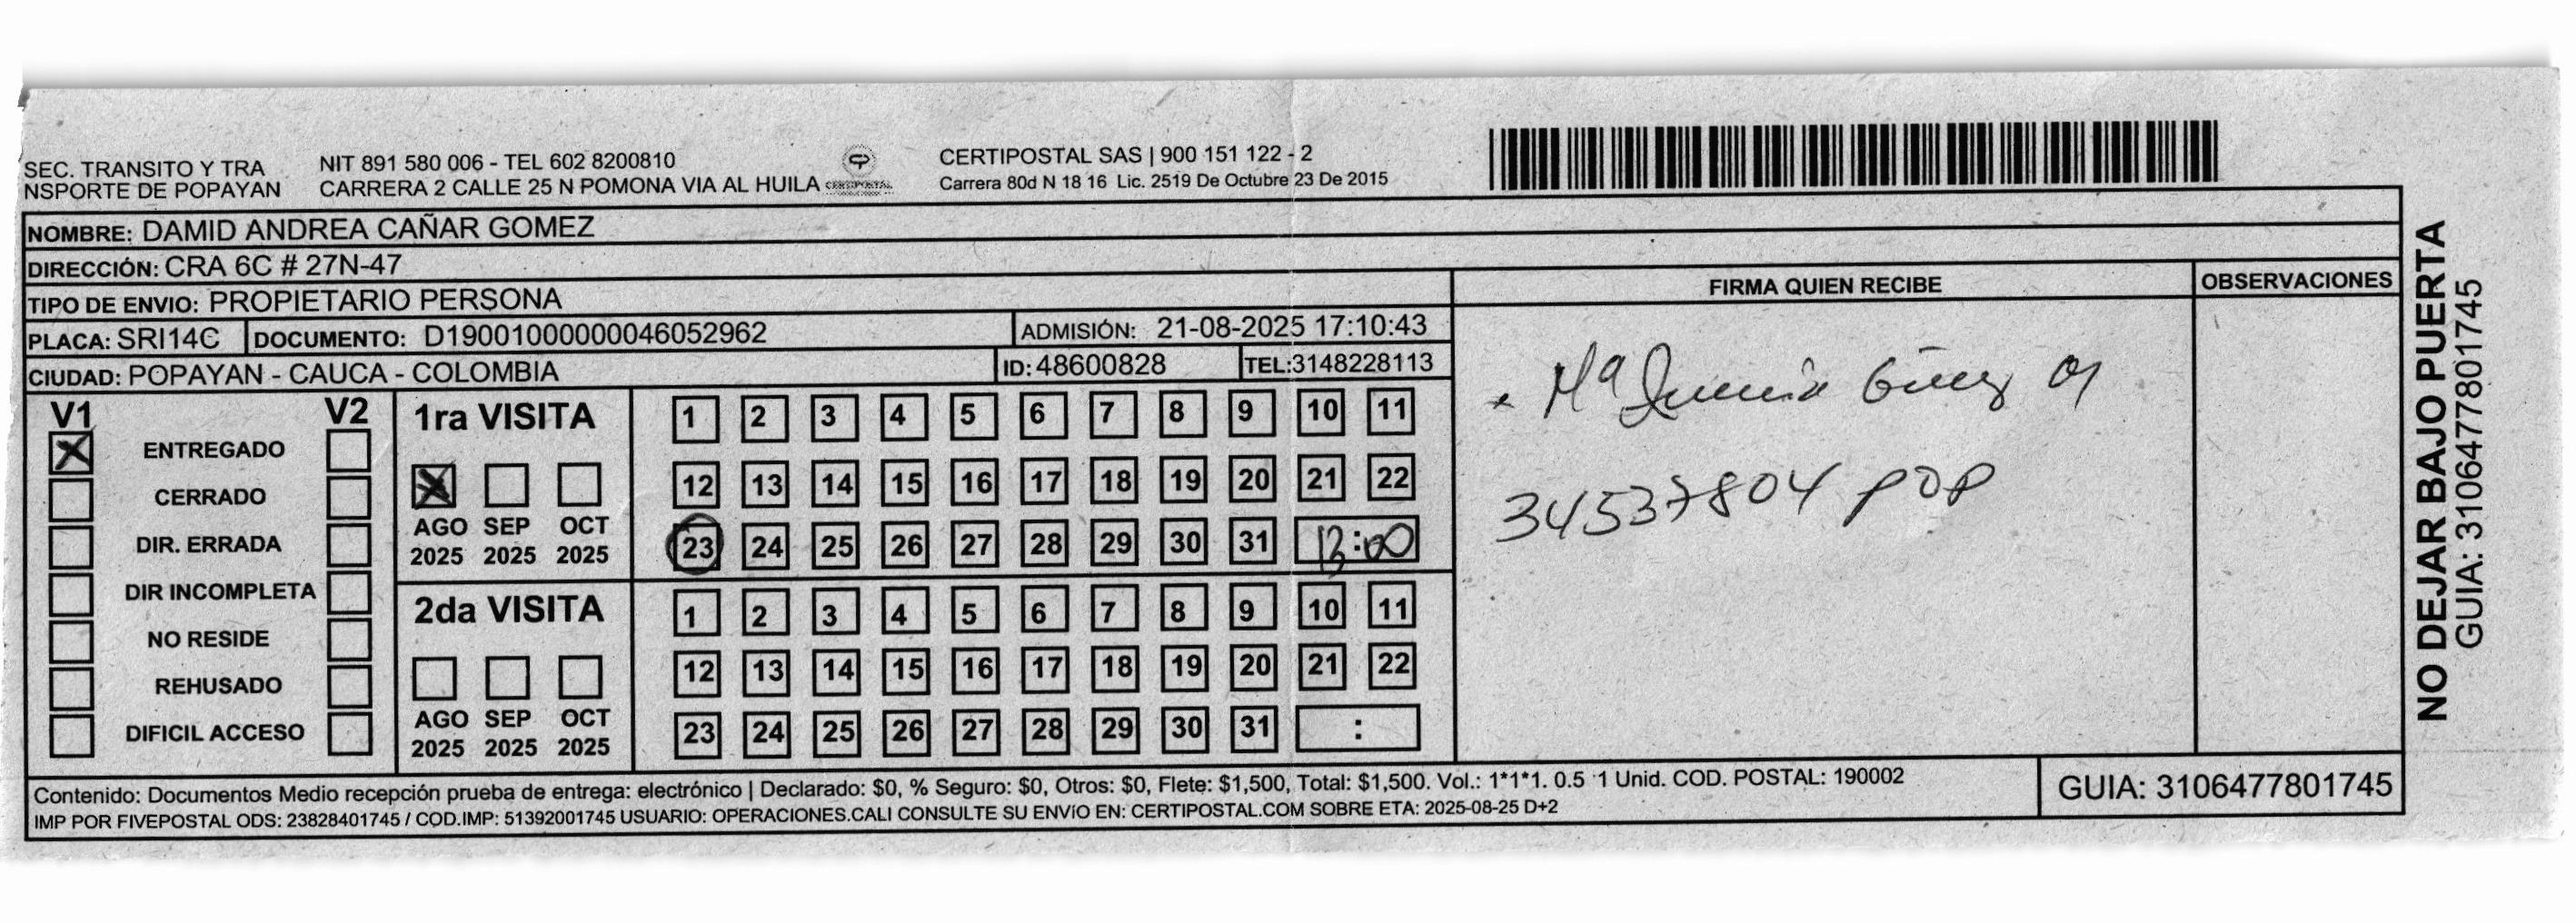 SEC. TRANSITO Y TRA
NSPORTE DE POPAYAN
NIT 891 580 006 - TEL 602 8200810
CARRERA 2 CALLE 25 N POMONA VIA AL HUILA
CERTIPOSTAL
CERTIPOSTAL SAS | 900 151 122 - 2
Carrera 80d N 18 16 Lic. 2519 De Octubre 23 De 2015
NOMBRE: DAMID ANDREA CAÑAR GOMEZ
DIRECCIÓN: CRA 6C # 27N-47
TIPO DE ENVIO: PROPIETARIO PERSONA
PLACA: SRI14C DOCUMENTO: D19001000000046052962 ADMISIÓN: 21-08-2025 17:10:43
CIUDAD: POPAYAN - CAUCA - COLOMBIA ID: 48600828 TEL:3148228113
FIRMA QUIEN RECIBE
OBSERVACIONES
Mª
34537804 POP
V1 V2
ENTREGADO
CERRADO
DIR. ERRADA
DIR INCOMPLETA
NO RESIDE
REHUSADO
DIFICIL ACCESO
1ra VISITA
AGO SEP OCT
2025 2025 2025
1 2 3 4 5 6 7 8 9 10 11
12 13 14 15 16 17 18 19 20 21 22
23 24 25 26 27 28 29 30 31 13:00
2da VISITA
AGO SEP OCT
2025 2025 2025
1 2 3 4 5 6 7 8 9 10 11
12 13 14 15 16 17 18 19 20 21 22
23 24 25 26 27 28 29 30 31 :
Contenido: Documentos Medio recepción prueba de entrega: electrónico | Declarado: $0, % Seguro: $0, Otros: $0, Flete: $1,500, Total: $1,500. Vol.: 1*1*1. 0.5 1 Unid. COD. POSTAL: 190002
IMP POR FIVEPOSTAL ODS: 23828401745 / COD.IMP: 51392001745 USUARIO: OPERACIONES.CALI CONSULTE SU ENVíO EN: CERTIPOSTAL.COM SOBRE ETA: 2025-08-25 D+2
GUIA: 3106477801745
NO DEJAR BAJO PUERTA
GUIA: 3106477801745